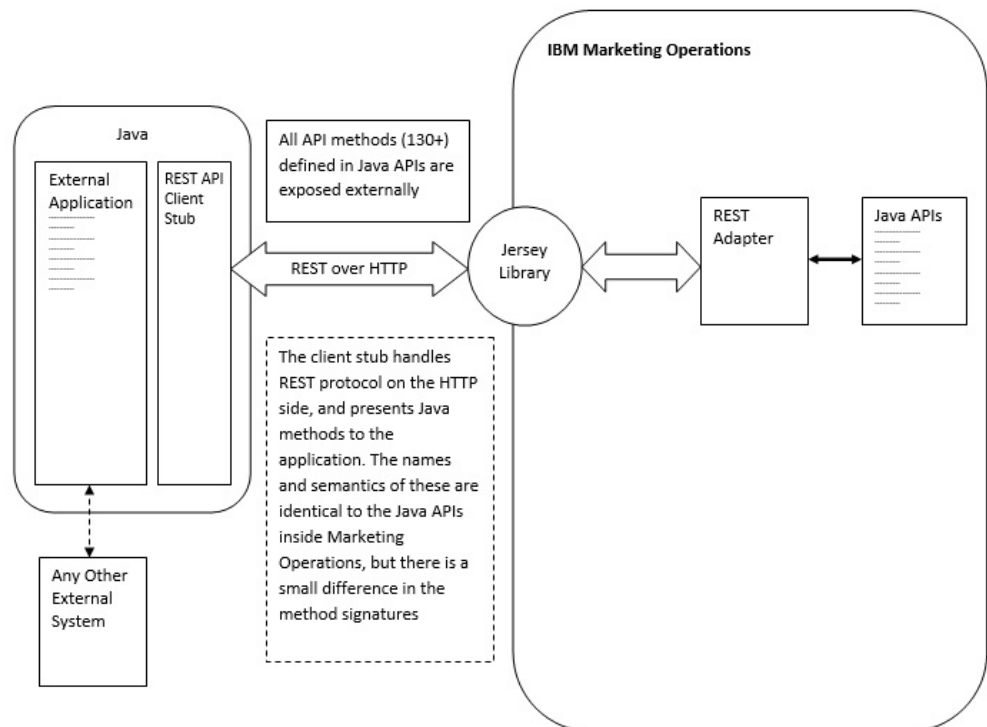 IBM Marketing Operations
Java
External
Application
REST API
Client
Stub
All API methods (130+)
defined in Java APIs are
exposed externally
REST over HTTP
Jersey
Library
REST
Adapter
Java APIs
The client stub handles
REST protocol on the HTTP
side, and presents Java
methods to the
application. The names
and semantics of these are
identical to the Java APIs
inside Marketing
Operations, but there is a
small difference in the
method signatures
Any Other
External
System